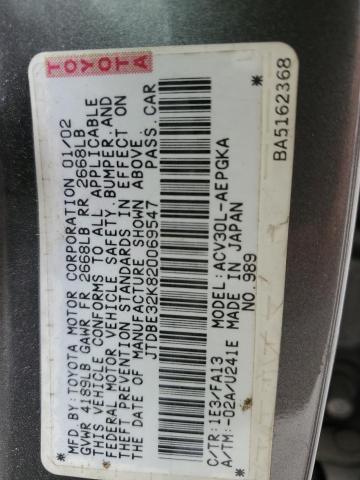 TOYOTA
MFD. BY: TOYOTA MOTOR CORPORATION 01/02
GVWR 4189LB GAWR FR 2668LB RR 2668LB
THIS VEHICLE CONFORMS TO ALL APPLICABLE
FEDERAL MOTOR VEHICLE SAFETY, BUMPER, AND
THEFT PREVENTION STANDARDS IN EFFECT ON
THE DATE OF MANUFACTURE SHOWN ABOVE.
JTDBE32K820069547 PASS. CAR
C/TR: 1E3/FA13 MODEL: ACV30L-AEPGKA
A/TM: -02A/U241E MADE IN JAPAN
NO. 989
* BA5162368 *